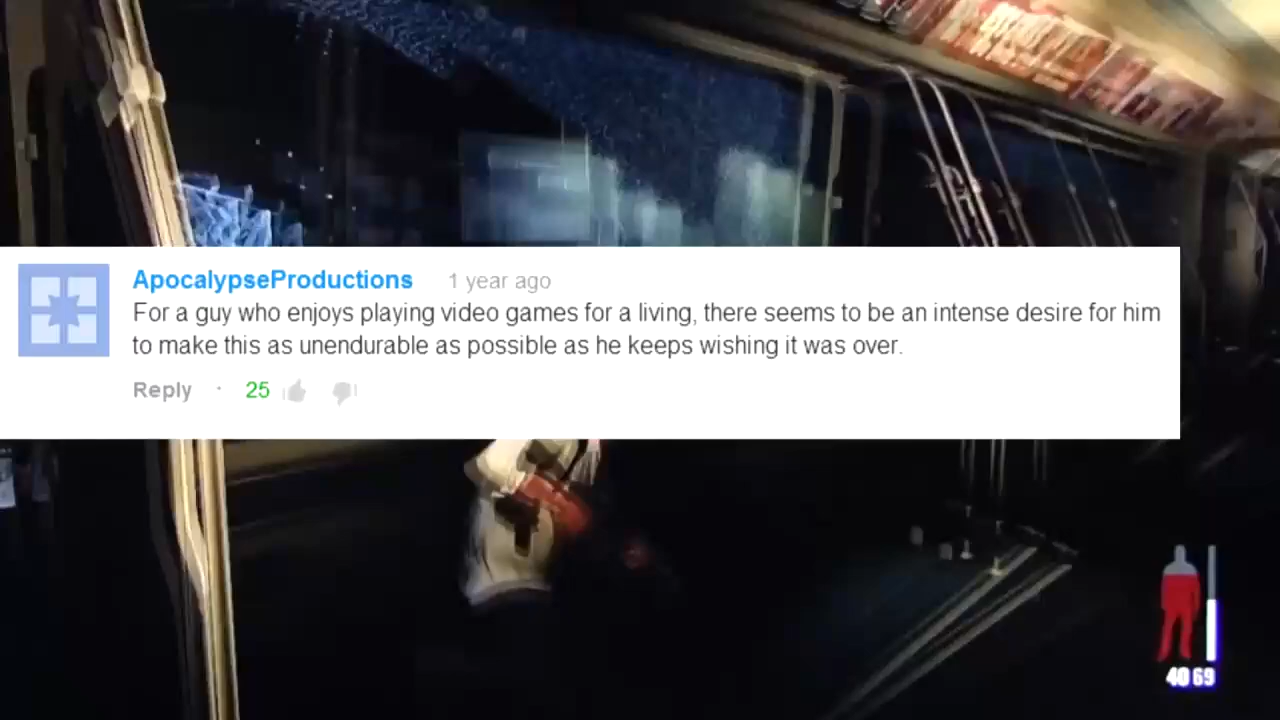 ApocalypseProductions 1 year ago
For a guy who enjoys playing video games for a living, there seems to be an intense desire for him
to make this as unendurable as possible as he keeps wishing it was over.
Reply · 25
40 69